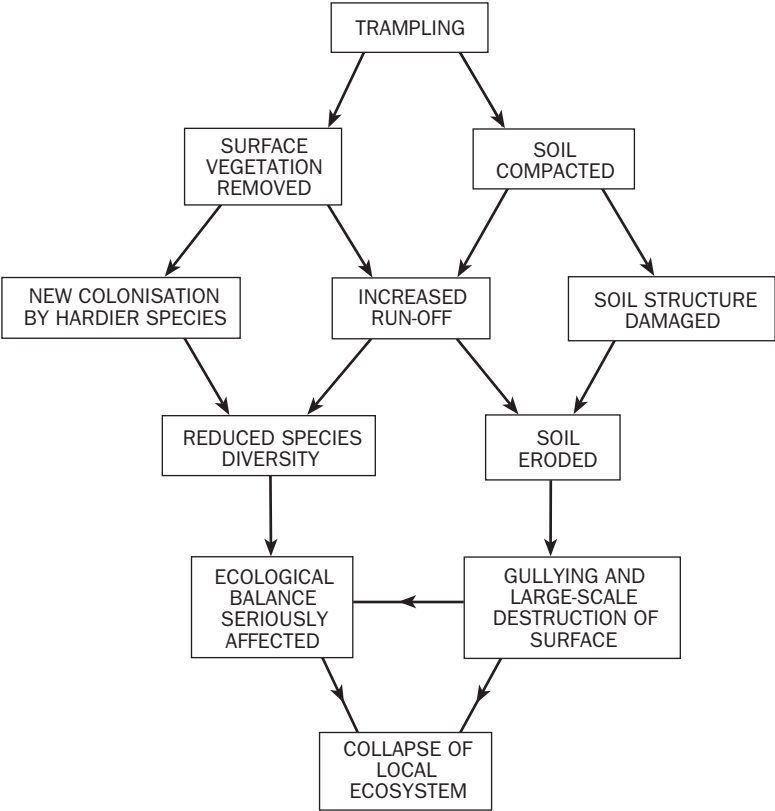 TRAMPLING
SURFACE
VEGETATION
REMOVED
SOIL
COMPACTED
NEW COLONISATION
BY HARDIER SPECIES
INCREASED
RUN-OFF
SOIL STRUCTURE
DAMAGED
REDUCED SPECIES
DIVERSITY
SOIL
ERODED
ECOLOGICAL
BALANCE
SERIOUSLY
AFFECTED
GULLYING AND
LARGE-SCALE
DESTRUCTION OF
SURFACE
COLLAPSE OF
LOCAL
ECOSYSTEM